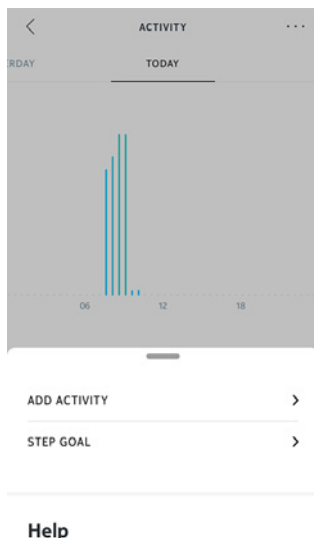 ACTIVITY
RDAY TODAY
06 12 18
ADD ACTIVITY
STEP GOAL
Help